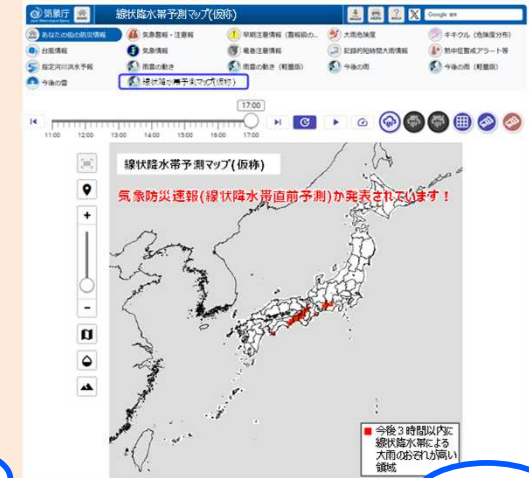 気象庁
線状降水帯予測マップ(仮称)
Google
あなたの街の防災情報
気象警報・注意報
早期注意情報（警報級の...
大雨危険度
キキクル（危険度分布）
台風情報
気象情報
竜巻注意情報
記録的短時間大雨情報
熱中症警戒アラート等
指定河川洪水予報
雨雲の動き
雨雲の動き（軽量版）
今後の雨
今後の雨（軽量版）
今後の雪
線状降水帯予測マップ(仮称)
17:00
11:00
12:00
13:00
14:00
15:00
16:00
17:00
線状降水帯予測マップ(仮称)
気象防災速報(線状降水帯直前予測)が発表されています！
+
-
今後３時間以内に
線状降水帯による
大雨のおそれが高い
領域